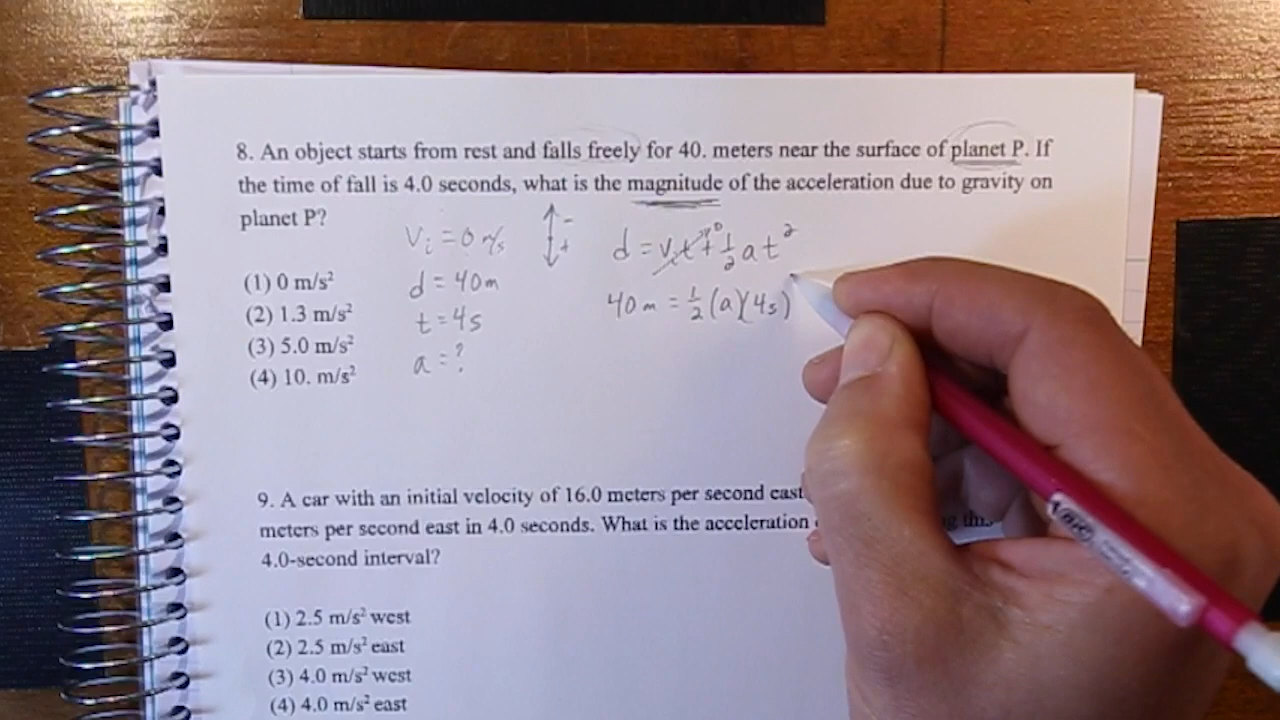 8. An object starts from rest and falls freely for 40. meters near the surface of planet P. If
the time of fall is 4.0 seconds, what is the magnitude of the acceleration due to gravity on
planet P?
(1) 0 m/s²
(2) 1.3 m/s²
(3) 5.0 m/s²
(4) 10. m/s²
Vᵢ = 0 m/s
d = 40m
t = 4s
a = ?
-
+
d = vᵢt + ½ at²
0
40 m = ½ (a)(4s)
9. A car with an initial velocity of 16.0 meters per second east
meters per second east in 4.0 seconds. What is the acceleration
4.0-second interval?
(1) 2.5 m/s² west
(2) 2.5 m/s² east
(3) 4.0 m/s² west
(4) 4.0 m/s² east